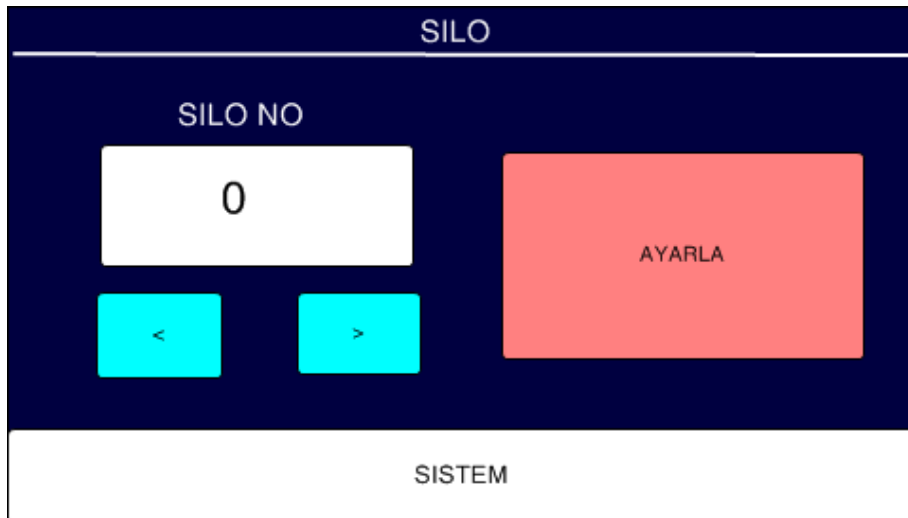 SILO
SILO NO
0
AYARLA
< >
SISTEM